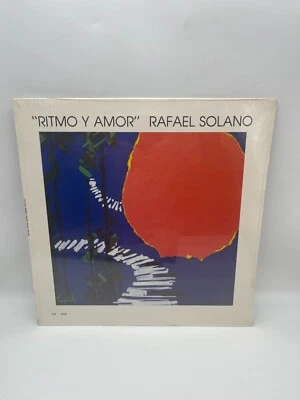 "RITMO Y AMOR" RAFAEL SOLANO